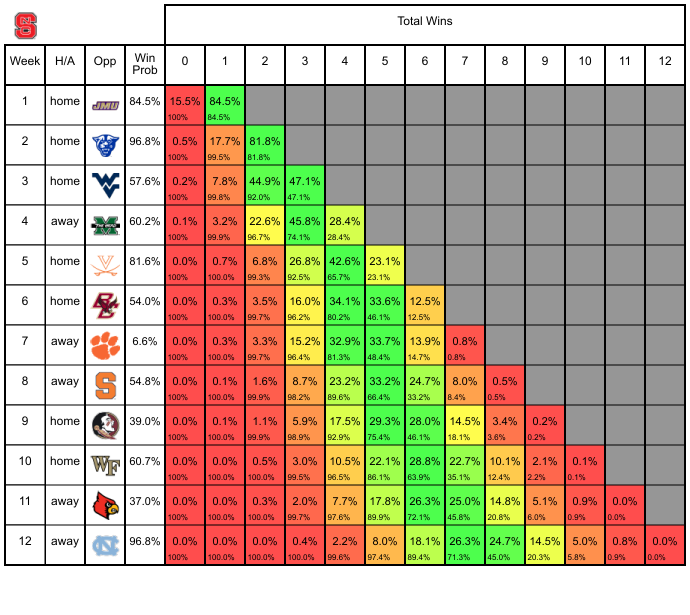 Total Wins
Week H/A Opp Win Prob 0 1 2 3 4 5 6 7 8 9 10 11 12
1 home JMU 84.5% 15.5% 84.5%
100% 84.5%
2 home 96.8% 0.5% 17.7% 81.8%
100% 99.5% 81.8%
3 home WV 57.6% 0.2% 7.8% 44.9% 47.1%
100% 99.8% 92.0% 47.1%
4 away M THE HERD 60.2% 0.1% 3.2% 22.6% 45.8% 28.4%
100% 99.9% 96.7% 74.1% 28.4%
5 home V 81.6% 0.0% 0.7% 6.8% 26.8% 42.6% 23.1%
100% 100.0% 99.3% 92.5% 65.7% 23.1%
6 home BC 54.0% 0.0% 0.3% 3.5% 16.0% 34.1% 33.6% 12.5%
100% 100.0% 99.7% 96.2% 80.2% 46.1% 12.5%
7 away 6.6% 0.0% 0.3% 3.3% 15.2% 32.9% 33.7% 13.9% 0.8%
100% 100.0% 99.7% 96.4% 81.3% 48.4% 14.7% 0.8%
8 away S 54.8% 0.0% 0.1% 1.6% 8.7% 23.2% 33.2% 24.7% 8.0% 0.5%
100% 100.0% 99.9% 98.2% 89.6% 66.4% 33.2% 8.4% 0.5%
9 home 39.0% 0.0% 0.1% 1.1% 5.9% 17.5% 29.3% 28.0% 14.5% 3.4% 0.2%
100% 100.0% 99.9% 98.9% 92.9% 75.4% 46.1% 18.1% 3.6% 0.2%
10 home WF 60.7% 0.0% 0.0% 0.5% 3.0% 10.5% 22.1% 28.8% 22.7% 10.1% 2.1% 0.1%
100% 100.0% 100.0% 99.5% 96.5% 86.1% 63.9% 35.1% 12.4% 2.2% 0.1%
11 away 37.0% 0.0% 0.0% 0.3% 2.0% 7.7% 17.8% 26.3% 25.0% 14.8% 5.1% 0.9% 0.0%
100% 100.0% 100.0% 99.7% 97.6% 89.9% 72.1% 45.8% 20.8% 6.0% 0.9% 0.0%
12 away NC 96.8% 0.0% 0.0% 0.0% 0.4% 2.2% 8.0% 18.1% 26.3% 24.7% 14.5% 5.0% 0.8% 0.0%
100% 100.0% 100.0% 100.0% 99.6% 97.4% 89.4% 71.3% 45.0% 20.3% 5.8% 0.9% 0.0%